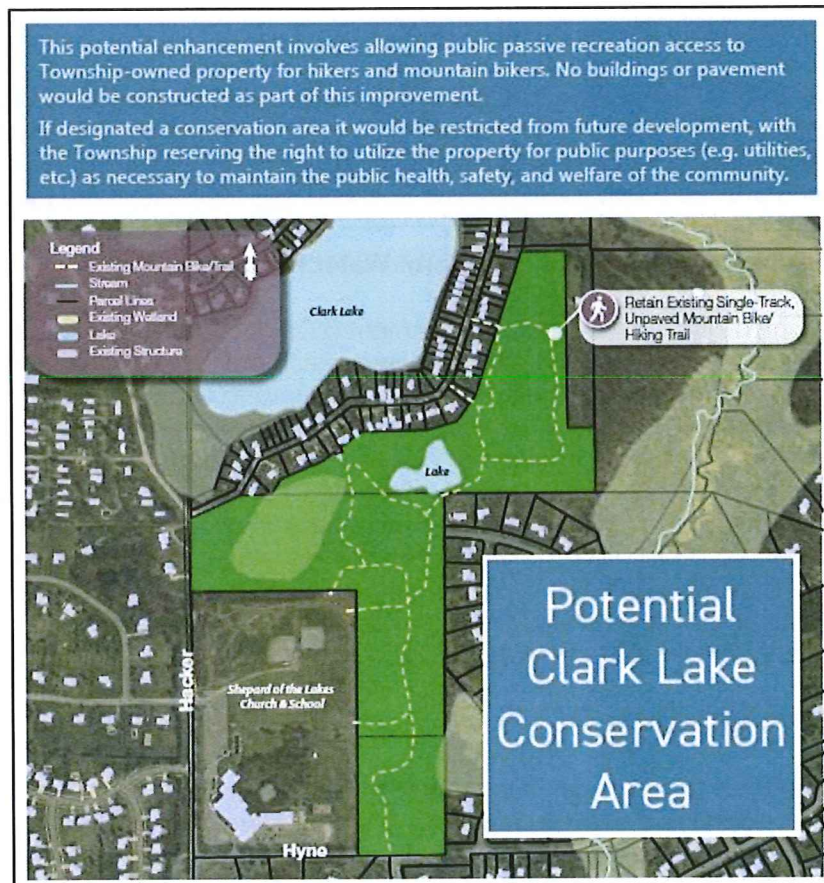 This potential enhancement involves allowing public passive recreation access to
Township-owned property for hikers and mountain bikers. No buildings or pavement
would be constructed as part of this improvement.
If designated a conservation area it would be restricted from future development, with
the Township reserving the right to utilize the property for public purposes (e.g. utilities,
etc.) as necessary to maintain the public health, safety, and welfare of the community.
Legend
Existing Mountain Bike/Trail
Stream
Parcel Lines
Existing Wetland
Lake
Existing Structure
Clark Lake
Retain Existing Single-Track,
Unpaved Mountain Bike/
Hiking Trail
Lake
Hacker
Shepard of the Lakes
Church & School
Hyne
Potential
Clark Lake
Conservation
Area